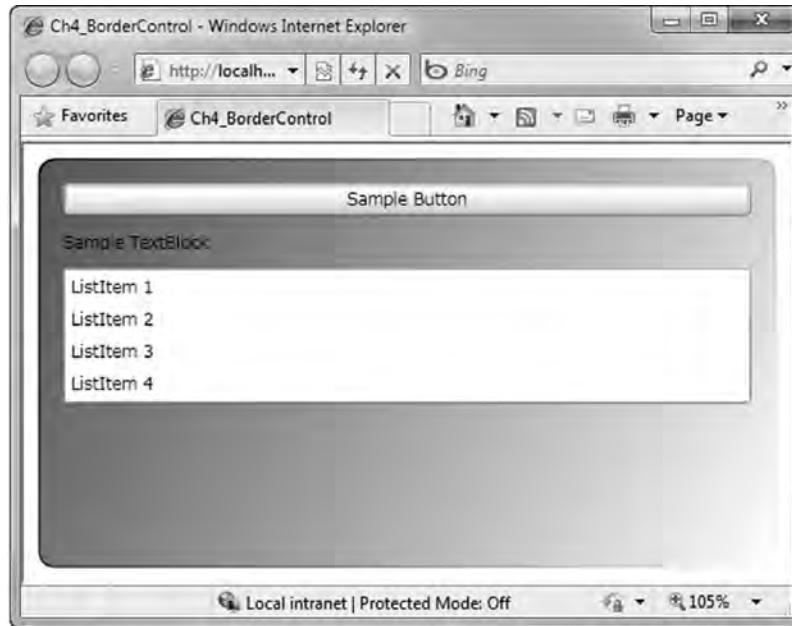 Ch4_BorderControl - Windows Internet Explorer
http://localh...
Bing
Favorites
Ch4_BorderControl
Page
Sample Button
Sample TextBlock
ListItem 1
ListItem 2
ListItem 3
ListItem 4
Local intranet | Protected Mode: Off
105%